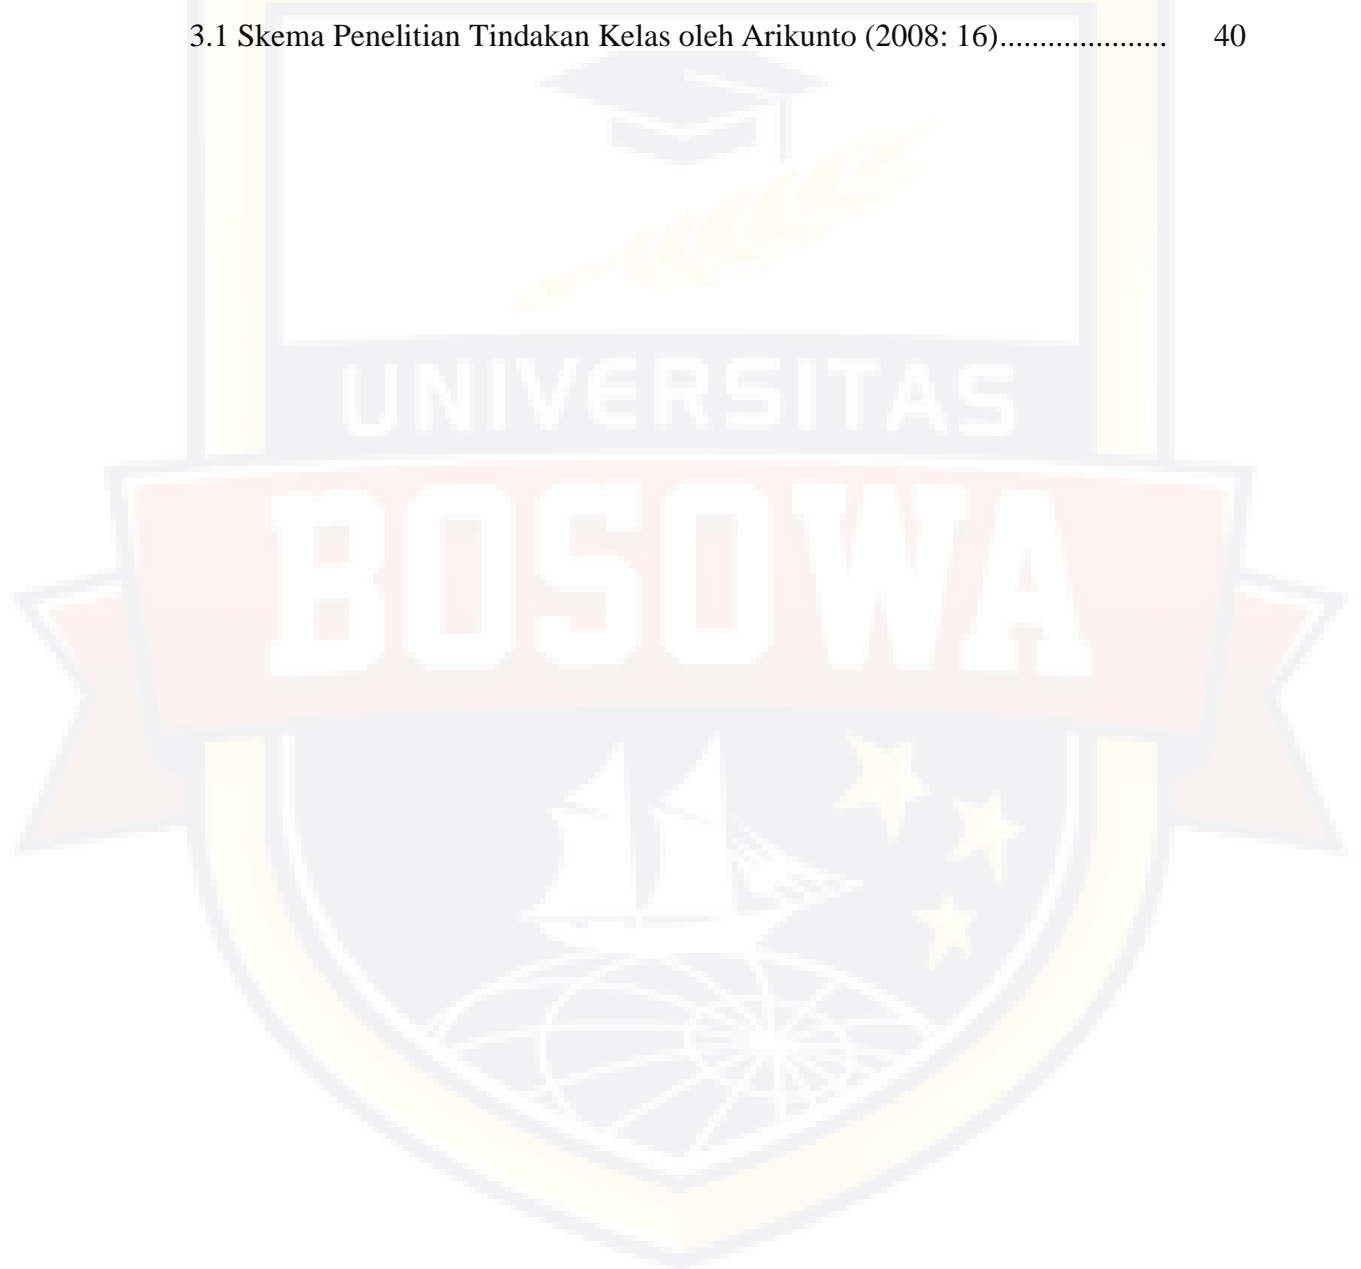 3.1 Skema Penelitian Tindakan Kelas oleh Arikunto (2008: 16)..................... 40
UNIVERSITAS
BOSOWA